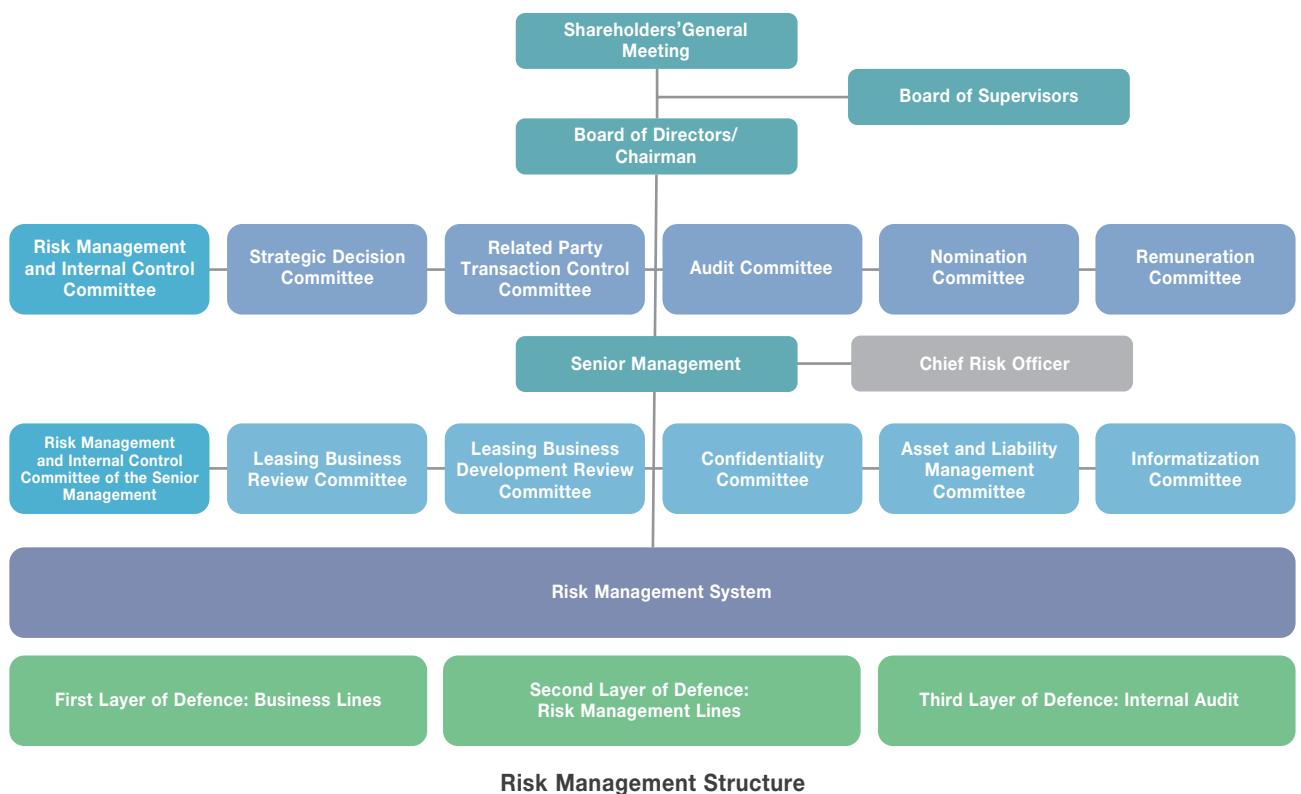 Shareholders'General
Meeting
Board of Supervisors
Board of Directors/
Chairman
Risk Management
and Internal Control
Committee
Strategic Decision
Committee
Related Party
Transaction Control
Committee
Audit Committee
Nomination
Committee
Remuneration
Committee
Senior Management
Chief Risk Officer
Risk Management
and Internal Control
Committee of the Senior
Management
Leasing Business
Review Committee
Leasing Business
Development Review
Committee
Confidentiality
Committee
Asset and Liability
Management
Committee
Informatization
Committee
Risk Management System
First Layer of Defence: Business Lines
Second Layer of Defence:
Risk Management Lines
Third Layer of Defence: Internal Audit
Risk Management Structure